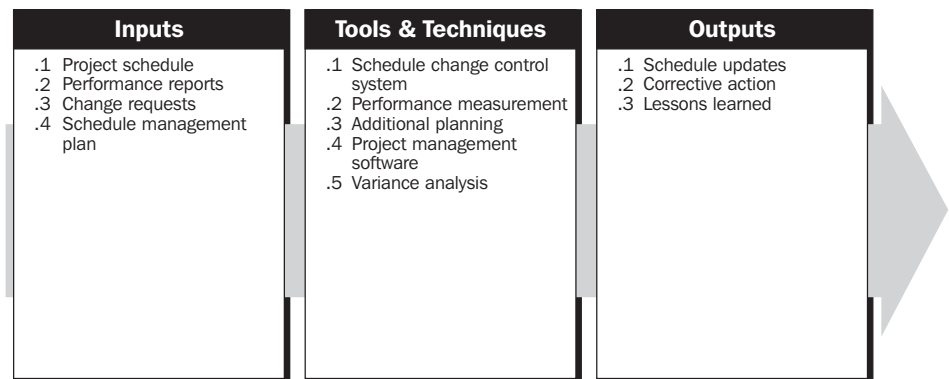 Inputs
.1 Project schedule
.2 Performance reports
.3 Change requests
.4 Schedule management
plan
Tools & Techniques
.1 Schedule change control
system
.2 Performance measurement
.3 Additional planning
.4 Project management
software
.5 Variance analysis
Outputs
.1 Schedule updates
.2 Corrective action
.3 Lessons learned